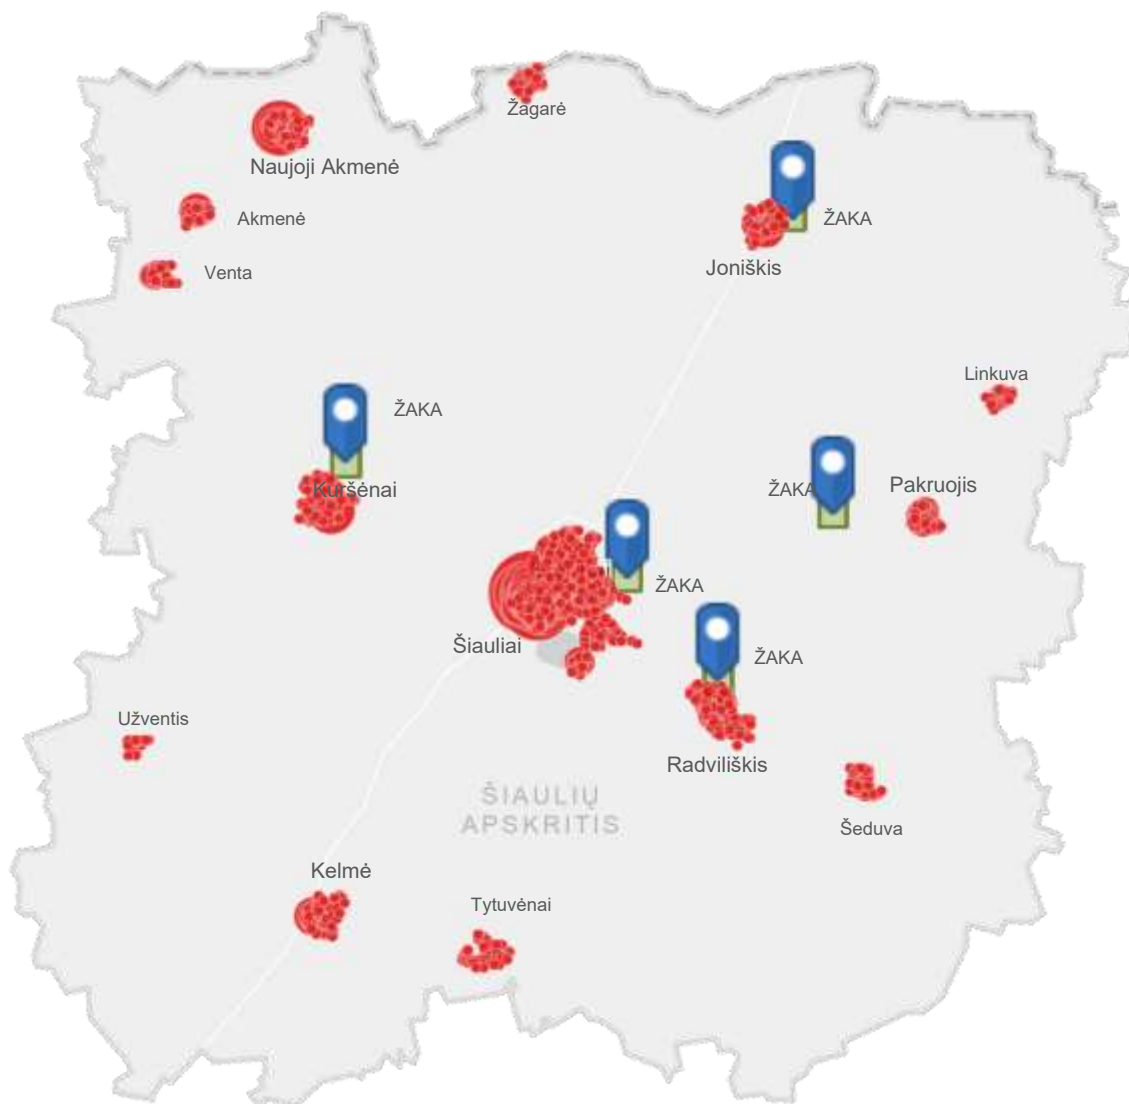 Žagarė
Naujoji Akmenė
Akmenė
ŽAKA
Venta
Joniškis
Linkuva
ŽAKA
Kuršėnai
ŽAKA
Pakruojis
ŽAKA
Šiauliai
ŽAKA
Užventis
Radviliškis
ŠIAULIŲ
APSKRITIS
Šeduva
Kelmė
Tytuvėnai